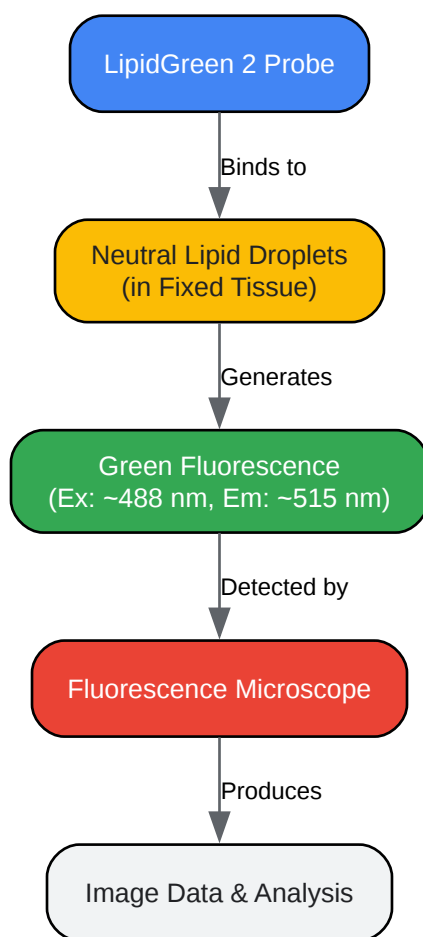 LipidGreen 2 Probe
Binds to
Neutral Lipid Droplets
(in Fixed Tissue)
Generates
Green Fluorescence
(Ex: ~488 nm, Em: ~515 nm)
Detected by
Fluorescence Microscope
Produces
Image Data & Analysis